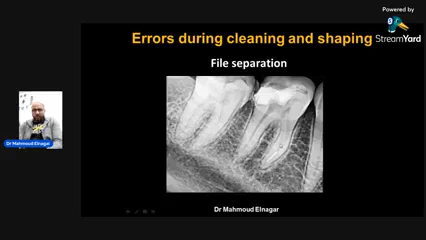 Powered by
StreamYard
Errors during cleaning and shaping
File separation
Dr Mahmoud Elnagar
Dr Mahmoud Elnagar